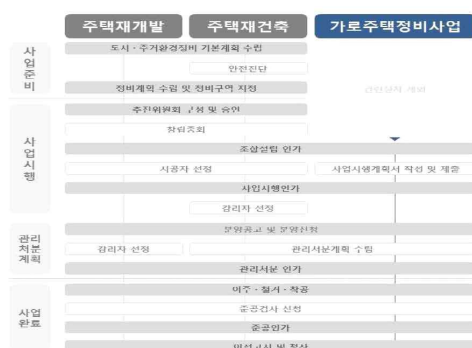 주택재개발 주택재건축 가로주택정비사업
사업준비
도시 · 주거환경정비 기본계획 수립
안전진단
정비계획 수립 및 정비구역 지정
사업시행
추진위원회 구성 및 승인
창립총회
조합설립 인가
시공자 선정 사업시행계획서 작성 및 제출
사업시행인가
감리자 선정
관리처분계획
분양공고 및 분양신청
감리자 선정 관리처분계획 수립
관리처분 인가
사업완료
이주 · 철거 · 착공
준공검사 신청
준공인가
이전고시 및 청산